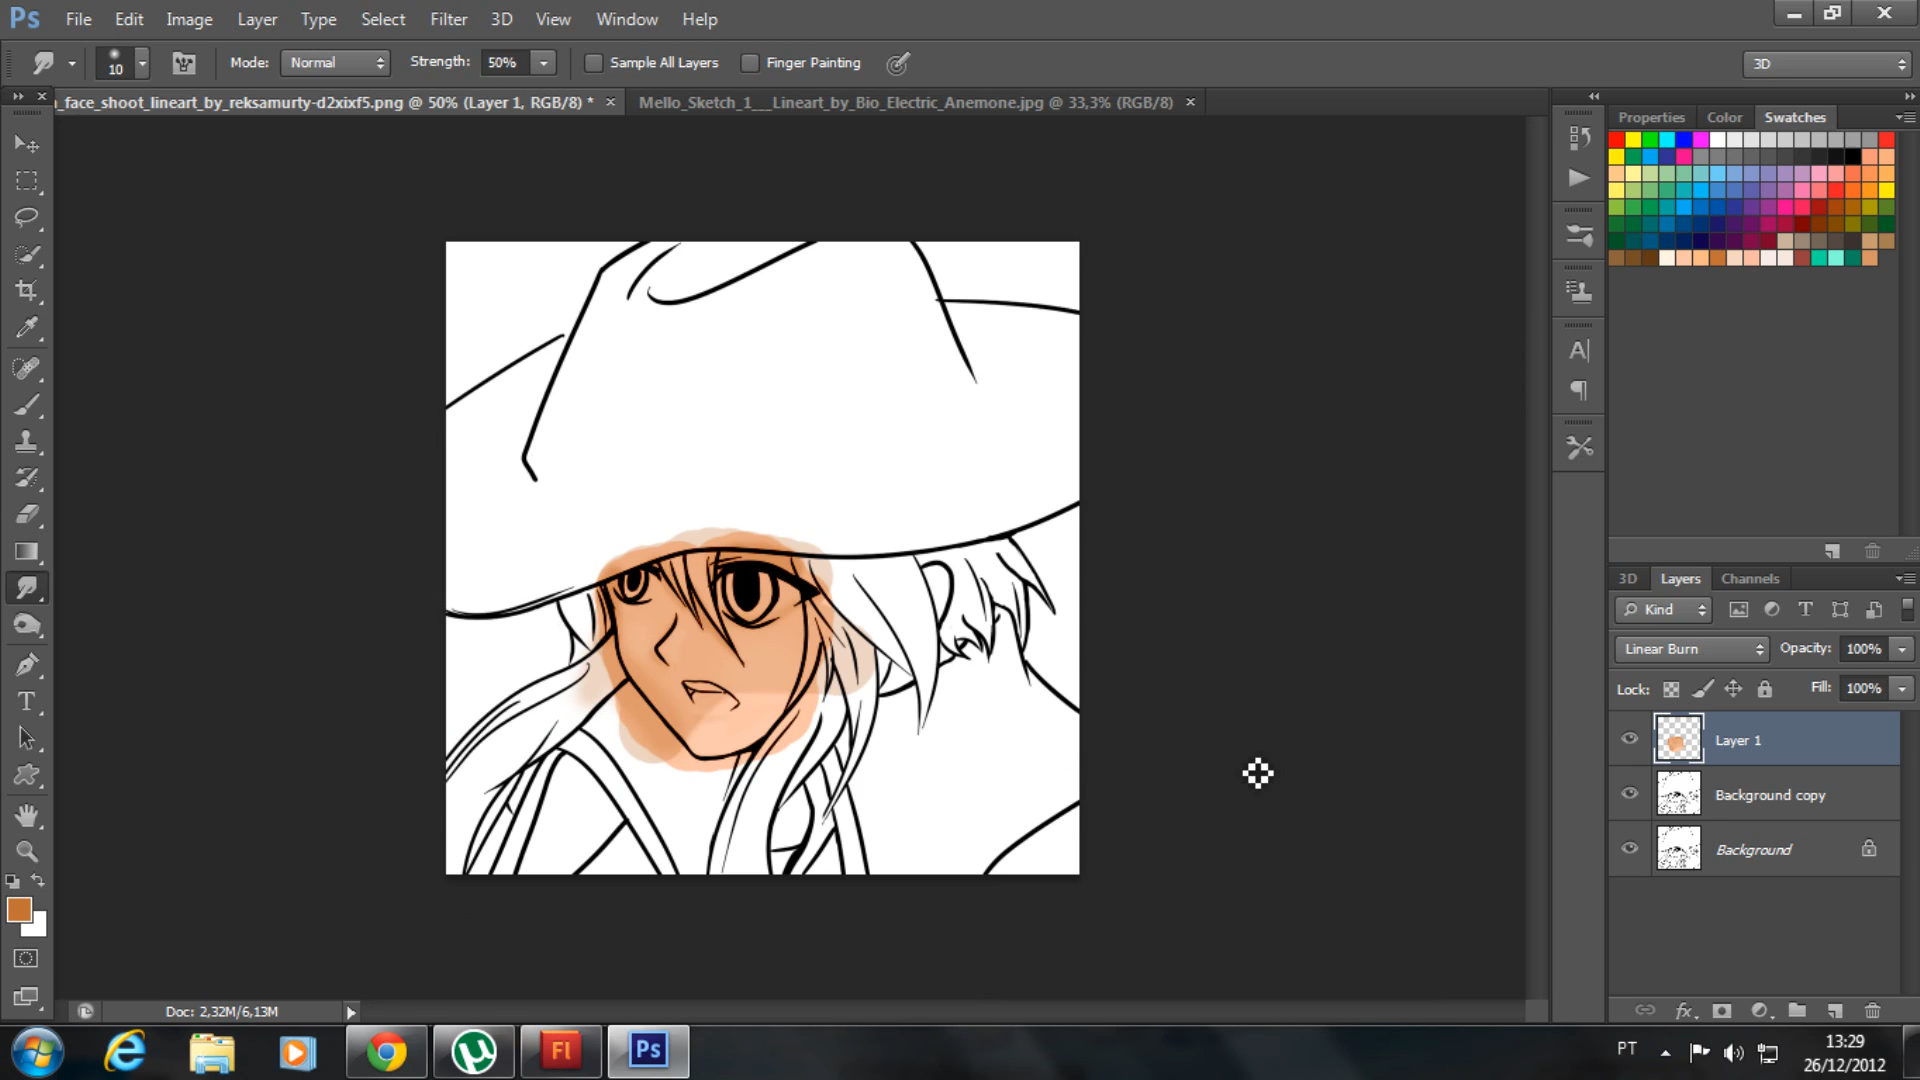 Ps File Edit Image Layer Type Select Filter 3D View Window Help
10 Mode: Normal Strength: 50% Sample All Layers Finger Painting 3D
_face_shoot_lineart_by_reksamurty-d2xixf5.png @ 50% (Layer 1, RGB/8) * Mello_Sketch_1___Lineart_by_Bio_Electric_Anemone.jpg @ 33,3% (RGB/8)
Properties Color Swatches
3D Layers Channels
Kind
Linear Burn Opacity: 100%
Lock: Fill: 100%
Layer 1
Background copy
Background
Doc: 2,32M/6,13M
Fl Ps PT 13:29
26/12/2012